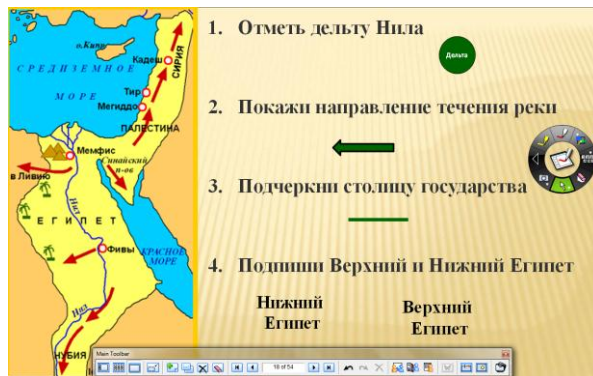 о.Кипр
Кадеш
СИРИЯ
СРЕДИЗЕМНОЕ
МОРЕ
Тир
Мегиддо
ПАЛЕСТИНА
Мемфис
Синайский
п-ов
в Ливию
Нил
ЕГИПЕТ
Фивы
КРАСНОЕ
МОРЕ
Нил
НУБИЯ
1. Отметь дельту Нила
Дельта
2. Покажи направление течения реки
3. Подчеркни столицу государства
4. Подпиши Верхний и Нижний Египет
Нижний
Египет
Верхний
Египет
Main Toolbar
18 of 54